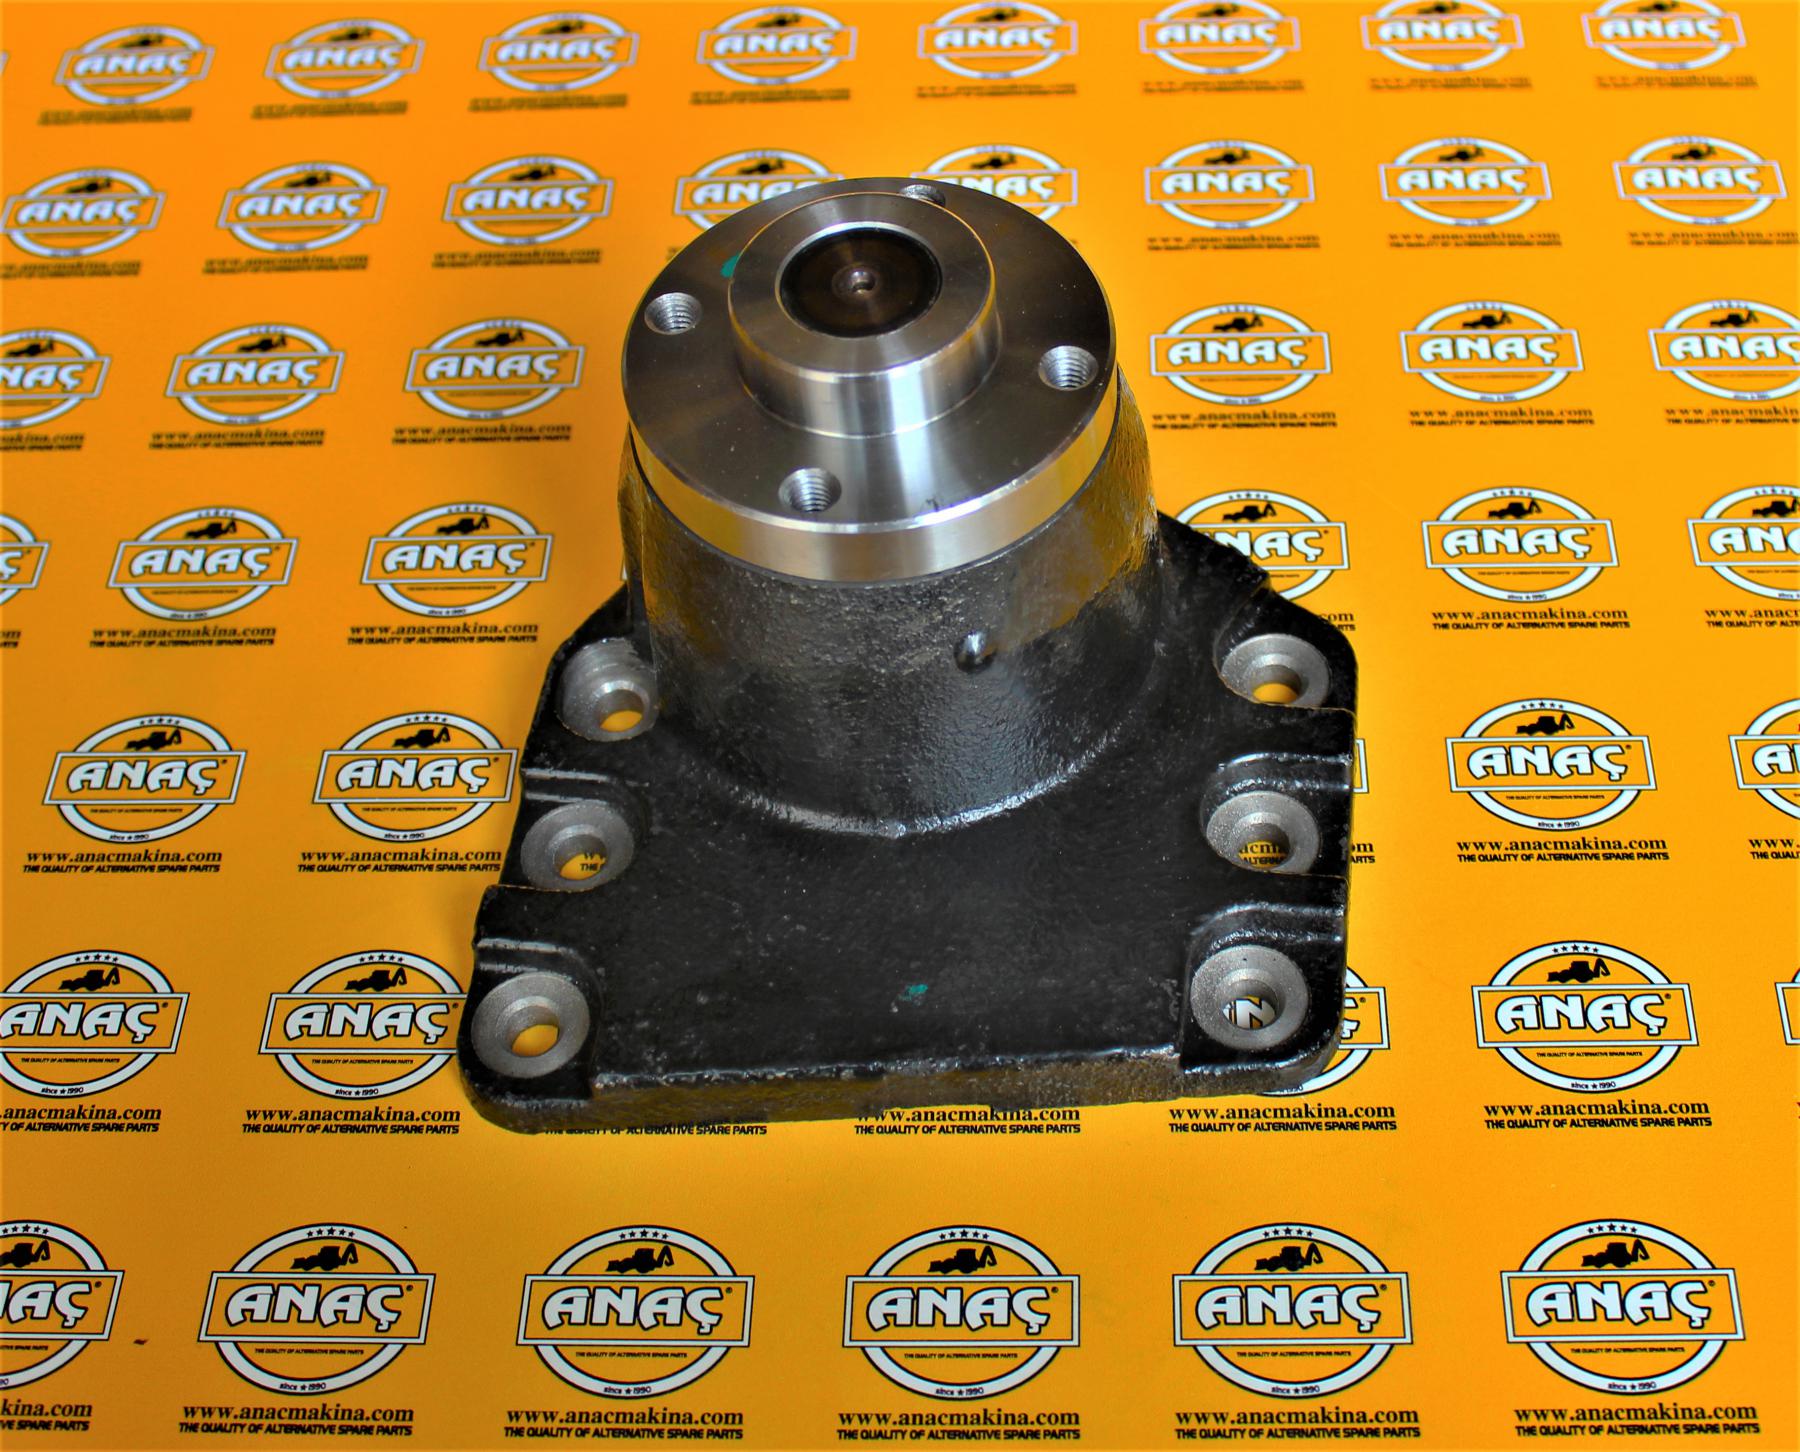 ANAÇ
THE QUALITY OF ALTERNATIVE SPARE PARTS
since ★ 1990
www.anacmakina.com
THE QUALITY OF ALTERNATIVE SPARE PARTS